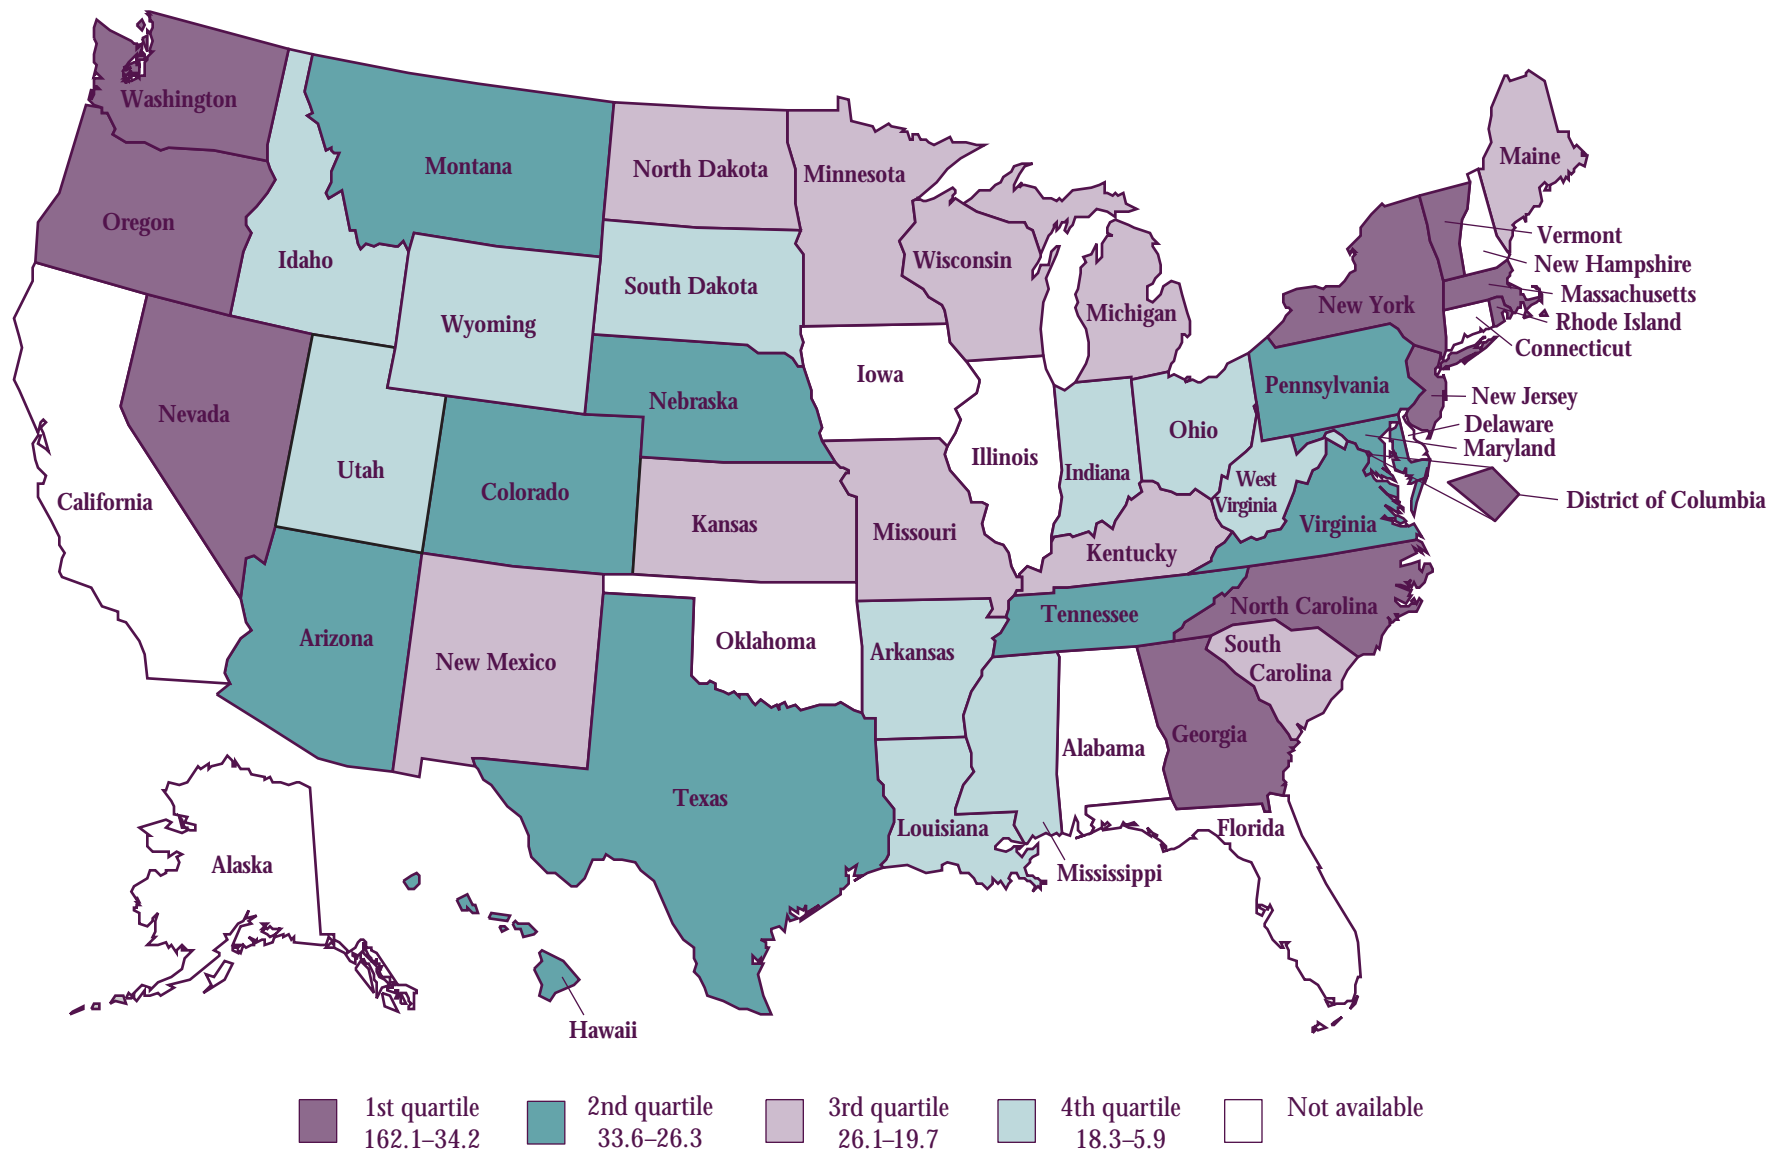 Washington
Oregon
Idaho
Montana
North Dakota
Minnesota
Maine
Wyoming
South Dakota
Wisconsin
Michigan
New York
Vermont
New Hampshire
Massachusetts
Rhode Island
Connecticut
Nevada
Utah
Colorado
Nebraska
Iowa
Illinois
Indiana
Ohio
Pennsylvania
New Jersey
Delaware
Maryland
District of Columbia
West
Virginia
Virginia
California
Kansas
Missouri
Kentucky
Arizona
New Mexico
Oklahoma
Arkansas
Tennessee
North Carolina
South
Carolina
Texas
Louisiana
Mississippi
Alabama
Georgia
Florida
Alaska
Hawaii
1st quartile
162.1–34.2
2nd quartile
33.6–26.3
3rd quartile
26.1–19.7
4th quartile
18.3–5.9
Not available